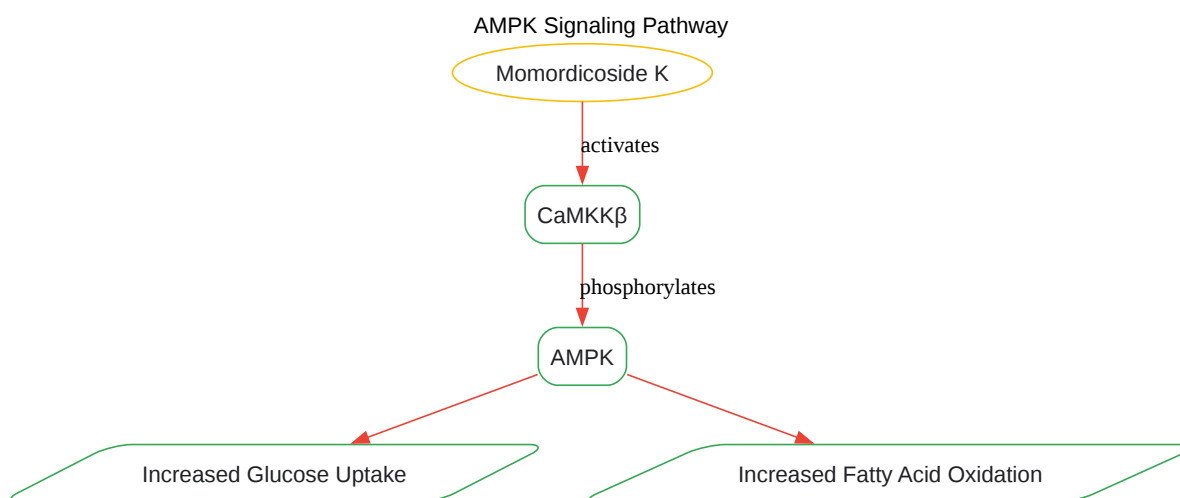 AMPK Signaling Pathway
Momordicoside K
activates
CaMKKβ
phosphorylates
AMPK
Increased Glucose Uptake
Increased Fatty Acid Oxidation